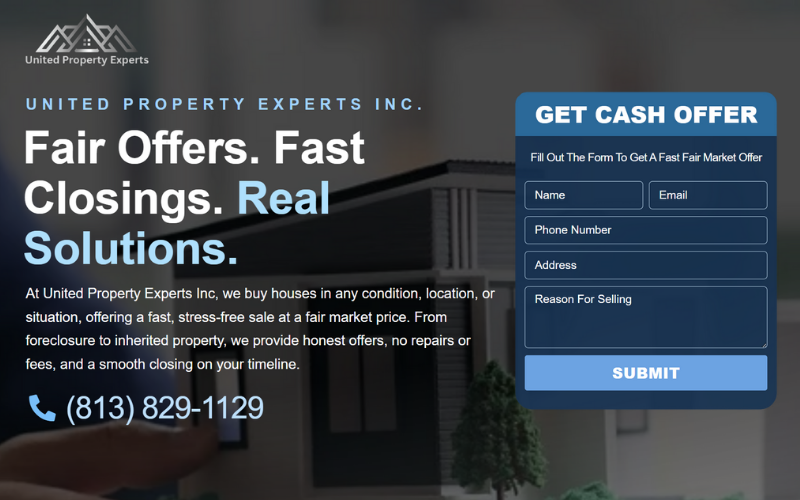 United Property Experts
UNITED PROPERTY EXPERTS INC.
Fair Offers. Fast
Closings. Real
Solutions.
At United Property Experts Inc, we buy houses in any condition, location, or
situation, offering a fast, stress-free sale at a fair market price. From
foreclosure to inherited property, we provide honest offers, no repairs or
fees, and a smooth closing on your timeline.
(813) 829-1129
GET CASH OFFER
Fill Out The Form To Get A Fast Fair Market Offer
Name
Email
Phone Number
Address
Reason For Selling
SUBMIT